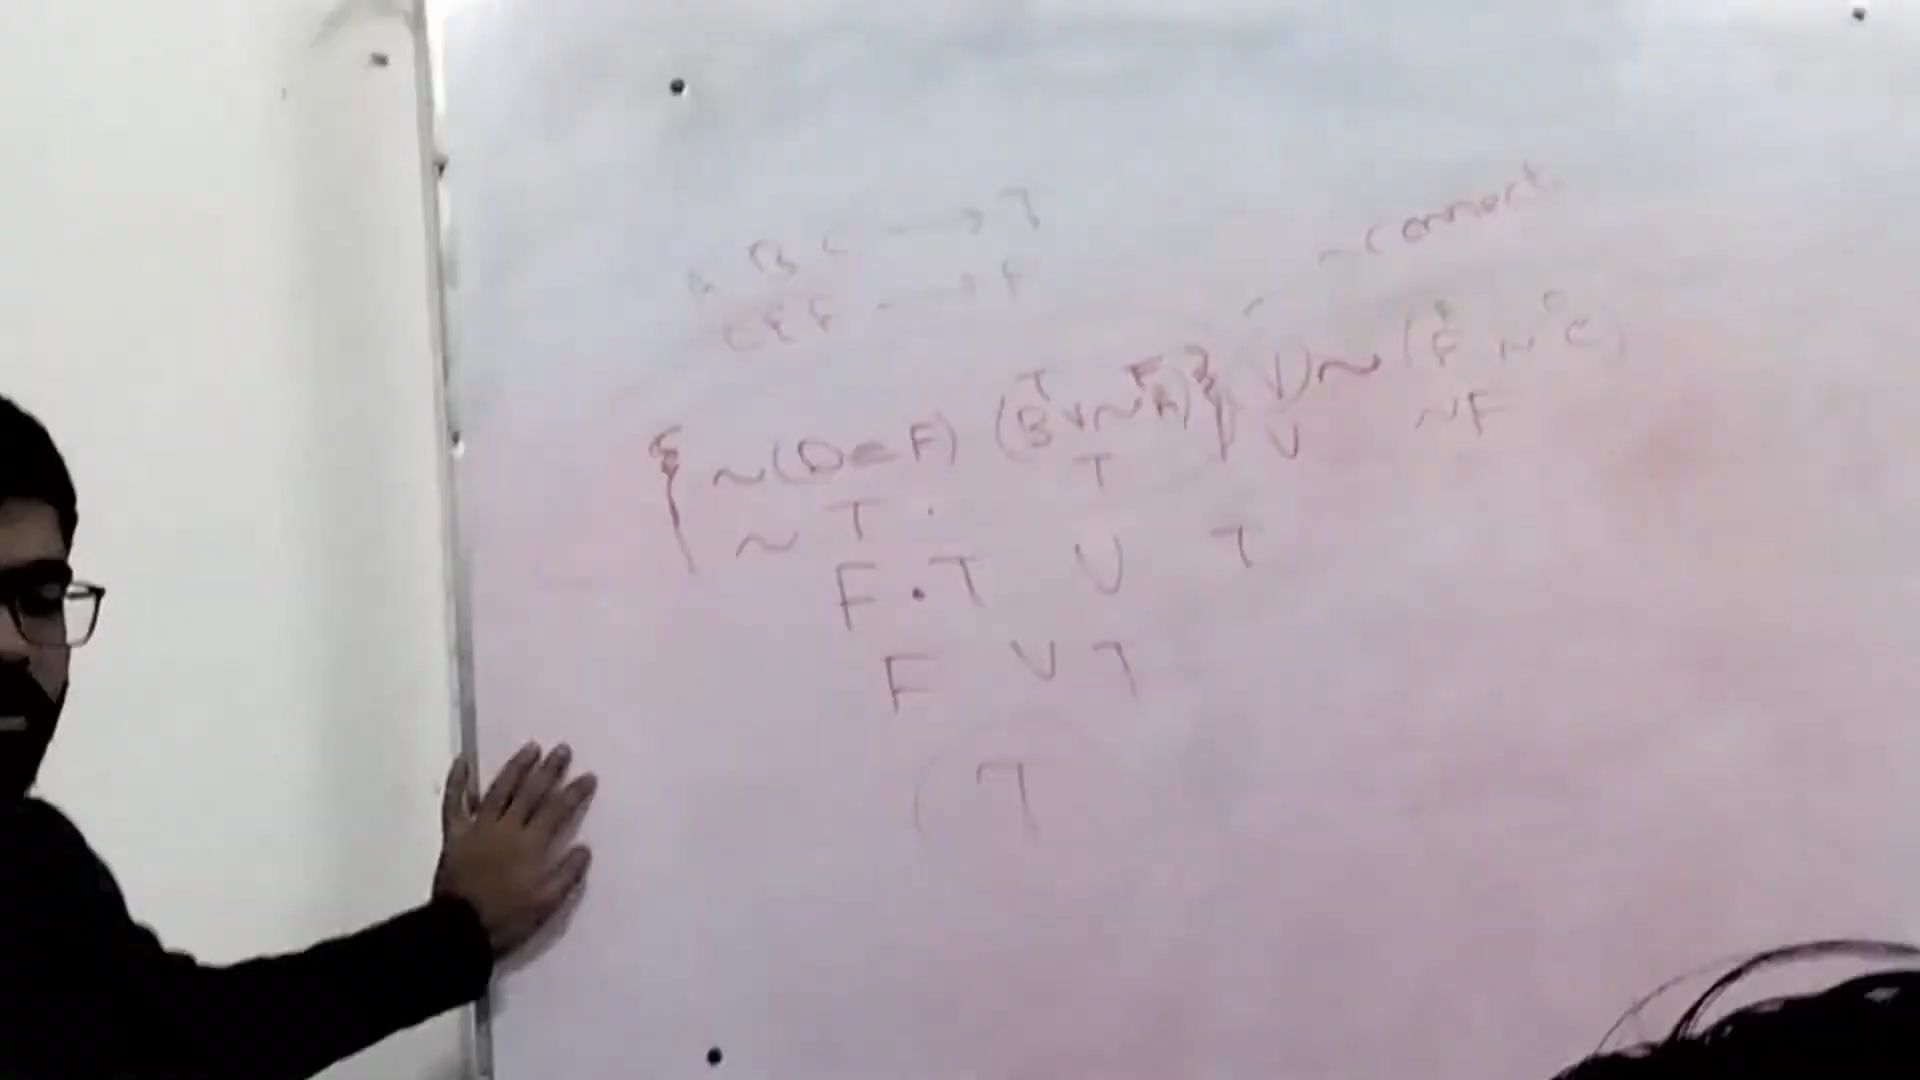 A B C → T
E F → F
~ Connect
{ ~(D ≡ F) (B ∨ ~A) } ∨ ~(F ~C)
T F
~ T . T ∨ ~F
F . T ∨ T
F ∨ T
( T